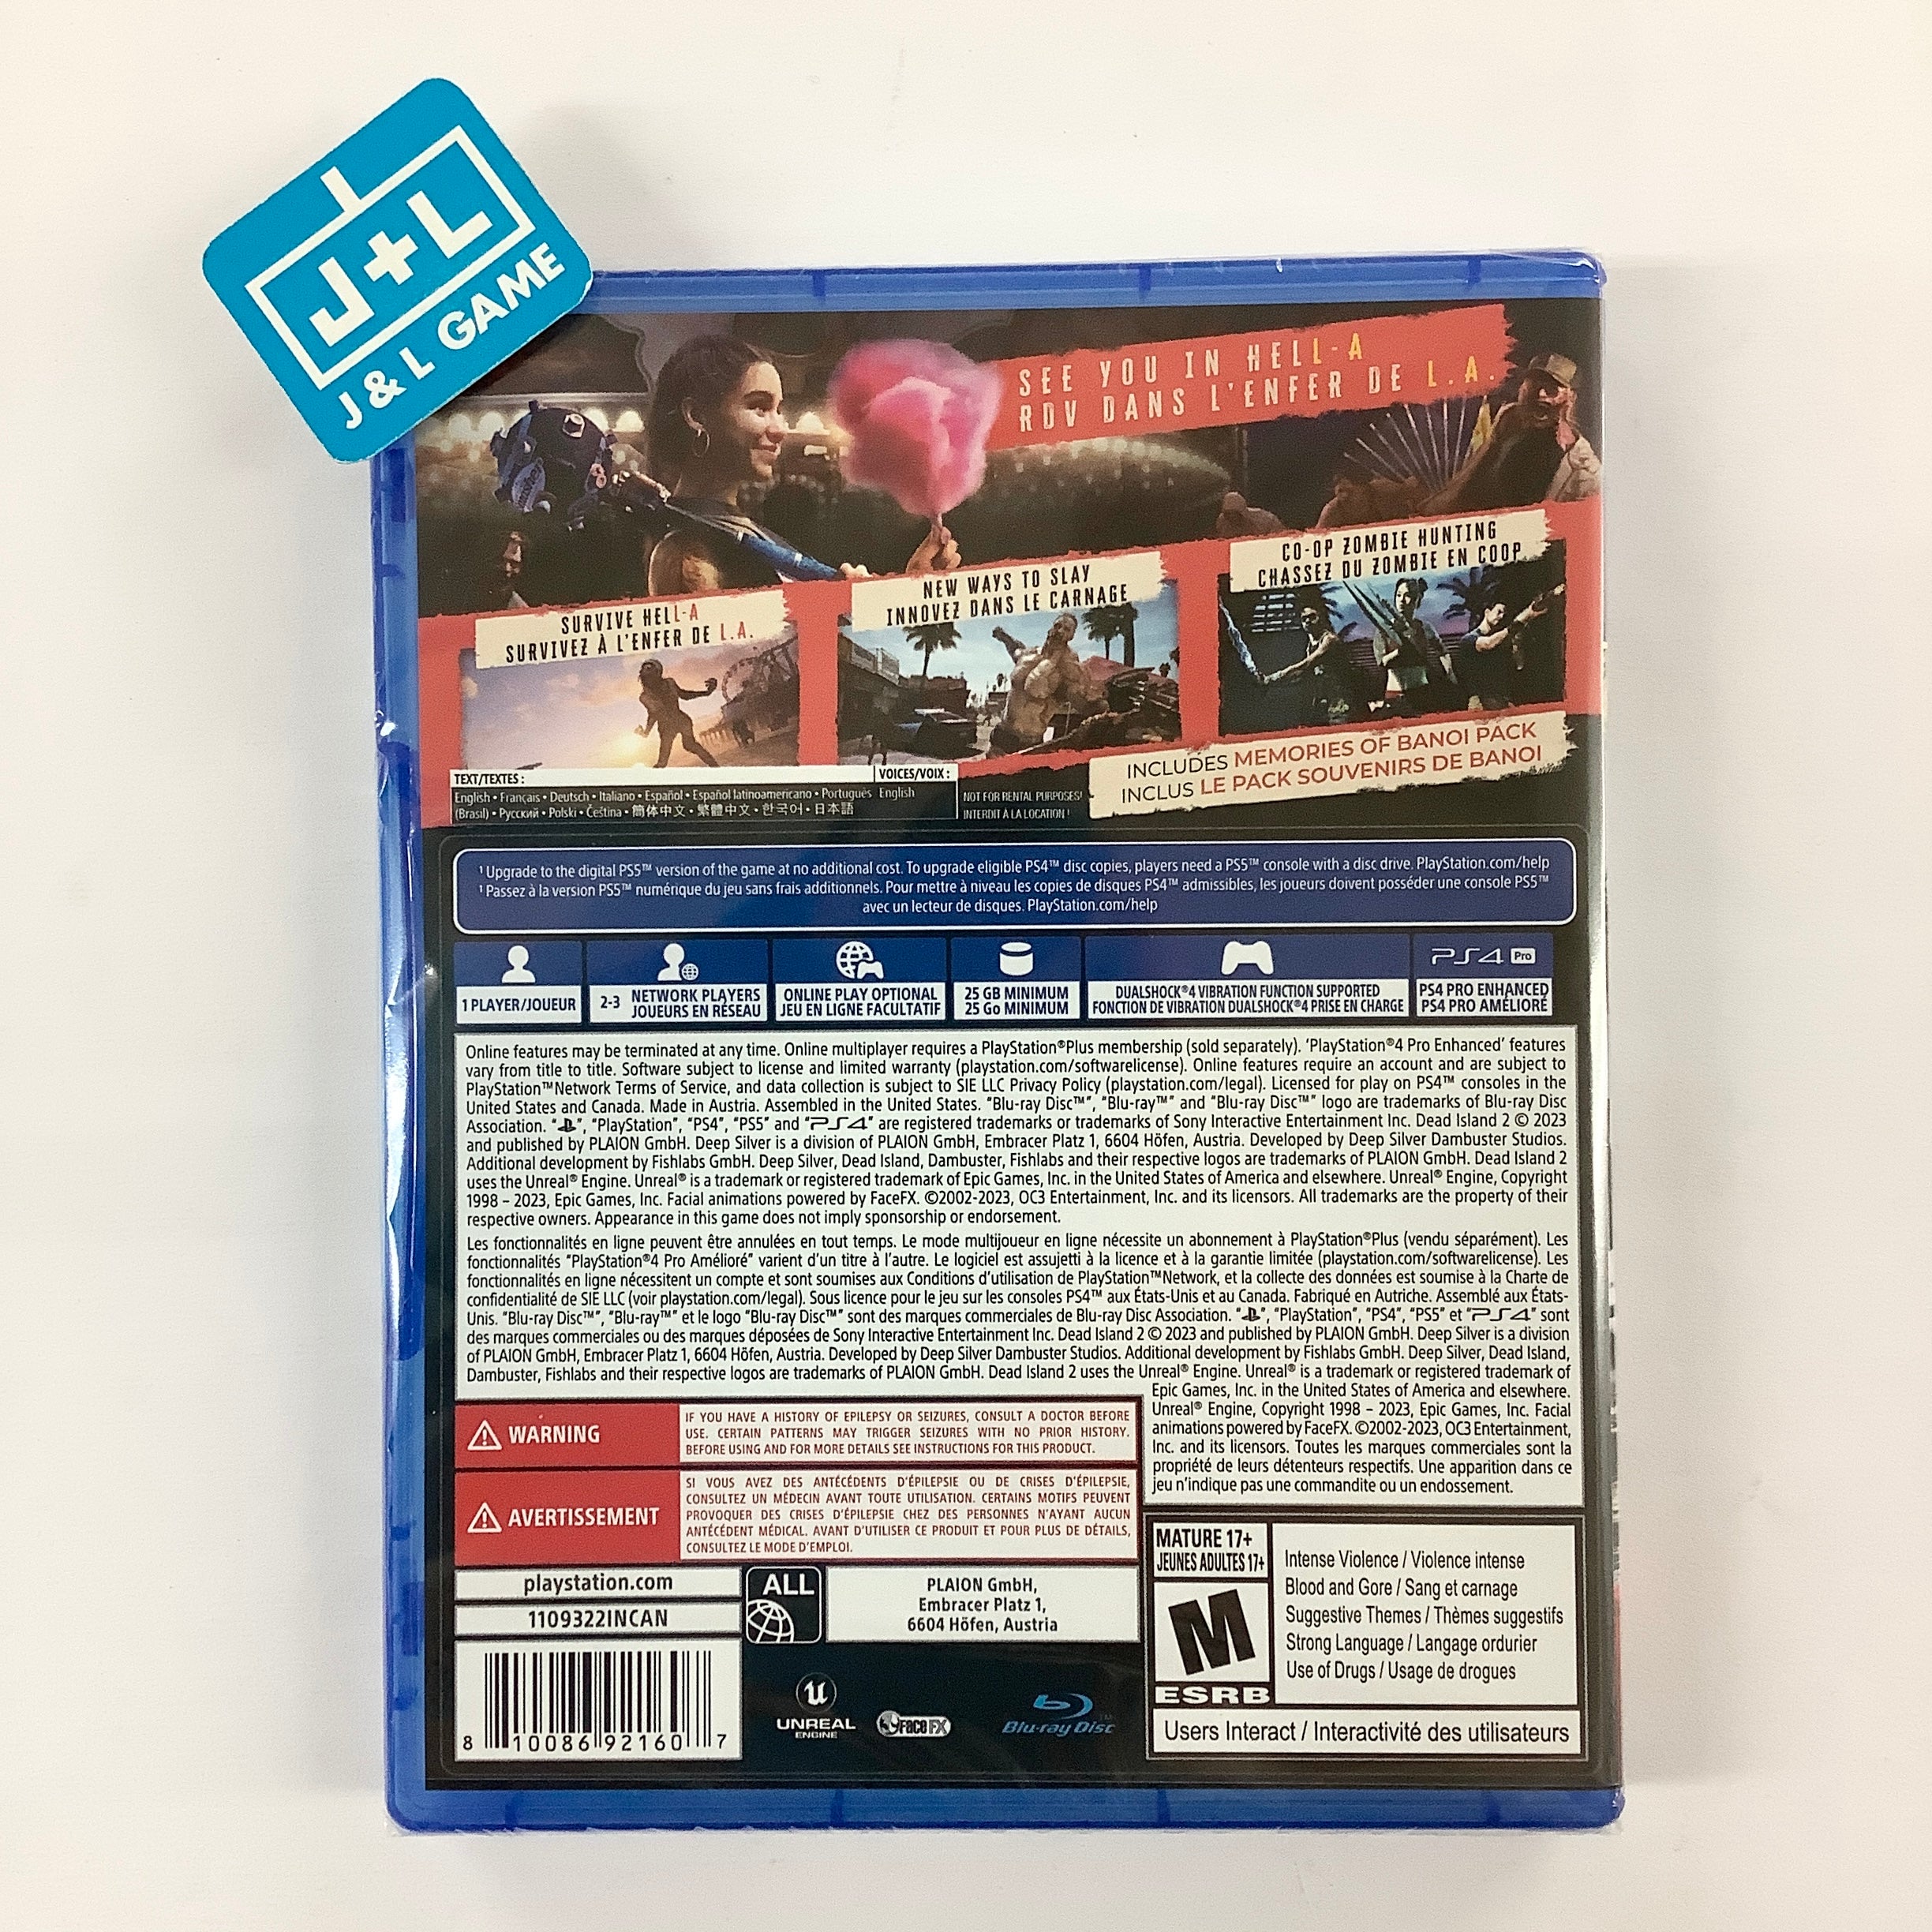 J+L
J & L GAME
SEE YOU IN HELL-A
RDV DANS L'ENFER DE L.A.
SURVIVE HELL-A
SURVIVEZ À L'ENFER DE L.A.
NEW WAYS TO SLAY
INNOVEZ DANS LE CARNAGE
CO-OP ZOMBIE HUNTING
CHASSEZ DU ZOMBIE EN COOP
INCLUDES MEMORIES OF BANOI PACK
INCLUS LE PACK SOUVENIRS DE BANOI
TEXT/TEXTES : VOICES/VOIX :
English • Français • Deutsch • Italiano • Español • Español latinoamericano • Português English
(Brasil) • Русский • Polski • Čeština • 简体中文 • 繁體中文 • 한국어 • 日本語
NOT FOR RENTAL PURPOSES!
INTERDIT À LA LOCATION !
¹ Upgrade to the digital PS5™ version of the game at no additional cost. To upgrade eligible PS4™ disc copies, players need a PS5™ console with a disc drive. PlayStation.com/help
¹ Passez à la version PS5™ numérique du jeu sans frais additionnels. Pour mettre à niveau les copies de disques PS4™ admissibles, les joueurs doivent posséder une console PS5™
avec un lecteur de disques. PlayStation.com/help
PS4 Pro
1 PLAYER/JOUEUR
2-3 NETWORK PLAYERS
JOUEURS EN RÉSEAU
ONLINE PLAY OPTIONAL
JEU EN LIGNE FACULTATIF
25 GB MINIMUM
25 Go MINIMUM
DUALSHOCK®4 VIBRATION FUNCTION SUPPORTED
FONCTION DE VIBRATION DUALSHOCK®4 PRISE EN CHARGE
PS4 PRO ENHANCED
PS4 PRO AMÉLIORÉ
Online features may be terminated at any time. Online multiplayer requires a PlayStation®Plus membership (sold separately). 'PlayStation®4 Pro Enhanced' features
vary from title to title. Software subject to license and limited warranty (playstation.com/softwarelicense). Online features require an account and are subject to
PlayStation™Network Terms of Service, and data collection is subject to SIE LLC Privacy Policy (playstation.com/legal). Licensed for play on PS4™ consoles in the
United States and Canada. Made in Austria. Assembled in the United States. "Blu-ray Disc™", "Blu-ray™" and "Blu-ray Disc™" logo are trademarks of Blu-ray Disc
Association. "", "PlayStation", "PS4", "PS5" and "PS4" are registered trademarks or trademarks of Sony Interactive Entertainment Inc. Dead Island 2 © 2023
and published by PLAION GmbH. Deep Silver is a division of PLAION GmbH, Embracer Platz 1, 6604 Höfen, Austria. Developed by Deep Silver Dambuster Studios.
Additional development by Fishlabs GmbH. Deep Silver, Dead Island, Dambuster, Fishlabs and their respective logos are trademarks of PLAION GmbH. Dead Island 2
uses the Unreal® Engine. Unreal® is a trademark or registered trademark of Epic Games, Inc. in the United States of America and elsewhere. Unreal® Engine, Copyright
1998 – 2023, Epic Games, Inc. Facial animations powered by FaceFX. ©2002-2023, OC3 Entertainment, Inc. and its licensors. All trademarks are the property of their
respective owners. Appearance in this game does not imply sponsorship or endorsement.
Les fonctionnalités en ligne peuvent être annulées en tout temps. Le mode multijoueur en ligne nécessite un abonnement à PlayStation®Plus (vendu séparément). Les
fonctionnalités "PlayStation®4 Pro Amélioré" varient d'un titre à l'autre. Le logiciel est assujetti à la licence et à la garantie limitée (playstation.com/softwarelicense). Les
fonctionnalités en ligne nécessitent un compte et sont soumises aux Conditions d'utilisation de PlayStation™Network, et la collecte des données est soumise à la Charte de
confidentialité de SIE LLC (voir playstation.com/legal). Sous licence pour le jeu sur les consoles PS4™ aux États-Unis et au Canada. Fabriqué en Autriche. Assemblé aux États-
Unis. "Blu-ray Disc™", "Blu-ray™" et le logo "Blu-ray Disc™" sont des marques commerciales de Blu-ray Disc Association. "", "PlayStation", "PS4", "PS5" et "PS4" sont
des marques commerciales ou des marques déposées de Sony Interactive Entertainment Inc. Dead Island 2 © 2023 and published by PLAION GmbH. Deep Silver is a division
of PLAION GmbH, Embracer Platz 1, 6604 Höfen, Austria. Developed by Deep Silver Dambuster Studios. Additional development by Fishlabs GmbH. Deep Silver, Dead Island,
Dambuster, Fishlabs and their respective logos are trademarks of PLAION GmbH. Dead Island 2 uses the Unreal® Engine. Unreal® is a trademark or registered trademark of
Epic Games, Inc. in the United States of America and elsewhere.
Unreal® Engine, Copyright 1998 – 2023, Epic Games, Inc. Facial
animations powered by FaceFX. ©2002-2023, OC3 Entertainment,
Inc. and its licensors. Toutes les marques commerciales sont la
propriété de leurs détenteurs respectifs. Une apparition dans ce
jeu n'indique pas une commandite ou un endossement.
WARNING
IF YOU HAVE A HISTORY OF EPILEPSY OR SEIZURES, CONSULT A DOCTOR BEFORE
USE. CERTAIN PATTERNS MAY TRIGGER SEIZURES WITH NO PRIOR HISTORY.
BEFORE USING AND FOR MORE DETAILS SEE INSTRUCTIONS FOR THIS PRODUCT.
AVERTISSEMENT
SI VOUS AVEZ DES ANTÉCÉDENTS D'ÉPILEPSIE OU DE CRISES D'ÉPILEPSIE,
CONSULTEZ UN MÉDECIN AVANT TOUTE UTILISATION. CERTAINS MOTIFS PEUVENT
PROVOQUER DES CRISES D'ÉPILEPSIE CHEZ DES PERSONNES N'AYANT AUCUN
ANTÉCÉDENT MÉDICAL. AVANT D'UTILISER CE PRODUIT ET POUR PLUS DE DÉTAILS,
CONSULTEZ LE MODE D'EMPLOI.
playstation.com
1109322INCAN
ALL
PLAION GmbH,
Embracer Platz 1,
6604 Höfen, Austria
8 10086 92160 7
UNREAL
ENGINE
FaceFX
Blu-ray Disc™
MATURE 17+
JEUNES ADULTES 17+
M
ESRB
Intense Violence / Violence intense
Blood and Gore / Sang et carnage
Suggestive Themes / Thèmes suggestifs
Strong Language / Langage ordurier
Use of Drugs / Usage de drogues
Users Interact / Interactivité des utilisateurs